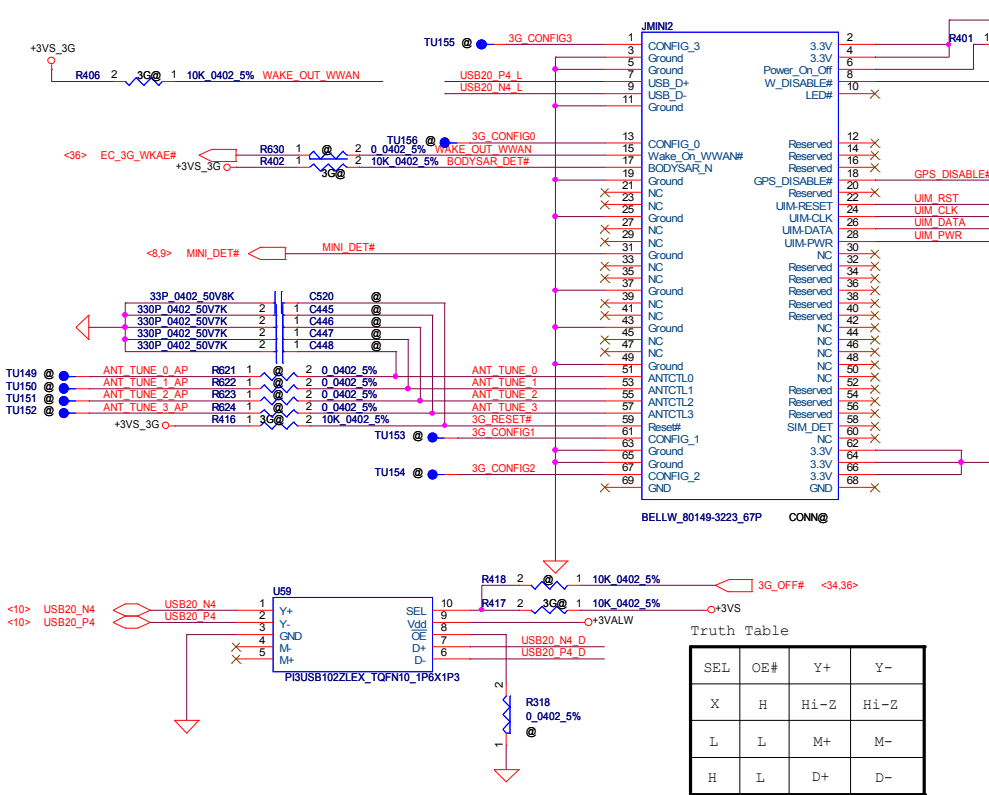 JMINI2
+3VS_3G
R406 2 3G@ 1 10K_0402_5% WAKE_OUT_WWAN
TU155 @ 3G_CONFIG3 1 CONFIG_3
3 Ground
5 Ground
USB20_P4_L 7 USB_D+
USB20_N4_L 9 USB_D-
11 Ground
TU156 @ 3G_CONFIG0 13 CONFIG_0
<36> EC_3G_WKAE# R630 1 @ 2 0_0402_5% WAKE_OUT_WWAN 15 Wake_On_WWAN#
+3VS_3G R402 1 3G@ 2 10K_0402_5% BODYSAR_DET# 17 BODYSAR_N
19 Ground
21 NC
23 NC
25 Ground
27 NC
29 NC
<8,9> MINI_DET# MINI_DET# 31 Ground
33 NC
35 NC
37 Ground
39 NC
41 NC
43 Ground
45 NC
47 NC
49 Ground
51 ANTCTL0
53 ANTCTL1
55 ANTCTL2
57 ANTCTL3
59 Reset#
61 CONFIG_1
63 Ground
65 Ground
67 CONFIG_2
69 GND
2 3.3V
4 3.3V
6 Power_On_Off
8 W_DISABLE#
10 LED#
12 Reserved
14 Reserved
16 Reserved
18 GPS_DISABLE# GPS_DISABLE#
20 Reserved
22 UIM-RESET UIM_RST
24 UIM-CLK UIM_CLK
26 UIM-DATA UIM_DATA
28 UIM-PWR UIM_PWR
30 NC
32 Reserved
34 Reserved
36 Reserved
38 Reserved
40 Reserved
42 NC
44 NC
46 NC
48 NC
50 NC
52 Reserved
54 Reserved
56 Reserved
58 SIM_DET
60 NC
62 3.3V
64 3.3V
66 3.3V
68 GND
R401 1
33P_0402_50V8K C520 @
330P_0402_50V7K 2 1 C445 @
330P_0402_50V7K 2 1 C446 @
330P_0402_50V7K 2 1 C447 @
330P_0402_50V7K 2 1 C448 @
TU149 @ ANT_TUNE_0_AP R621 1 @ 2 0_0402_5% ANT_TUNE_0
TU150 @ ANT_TUNE_1_AP R622 1 @ 2 0_0402_5% ANT_TUNE_1
TU151 @ ANT_TUNE_2_AP R623 1 @ 2 0_0402_5% ANT_TUNE_2
TU152 @ ANT_TUNE_3_AP R624 1 @ 2 0_0402_5% ANT_TUNE_3
+3VS_3G R416 1 3G@ 2 10K_0402_5% 3G_RESET#
TU153 @ 3G_CONFIG1
TU154 @ 3G_CONFIG2
BELLW_80149-3223_67P CONN@
R418 2 @ 1 10K_0402_5% 3G_OFF# <34,36>
R417 2 3G@ 1 10K_0402_5% +3VS
+3VALW
U59
<10> USB20_N4 USB20_N4 1 Y+ SEL 10
<10> USB20_P4 USB20_P4 2 Y- Vdd 9
3 GND OE 8
4 M- D+ 7 USB20_N4_D
5 M+ D- 6 USB20_P4_D
PI3USB102ZLEX_TQFN10_1P6X1P3
2
R318
0_0402_5%
@
1
Truth Table
SEL OE# Y+ Y-
X H Hi-Z Hi-Z
L L M+ M-
H L D+ D-